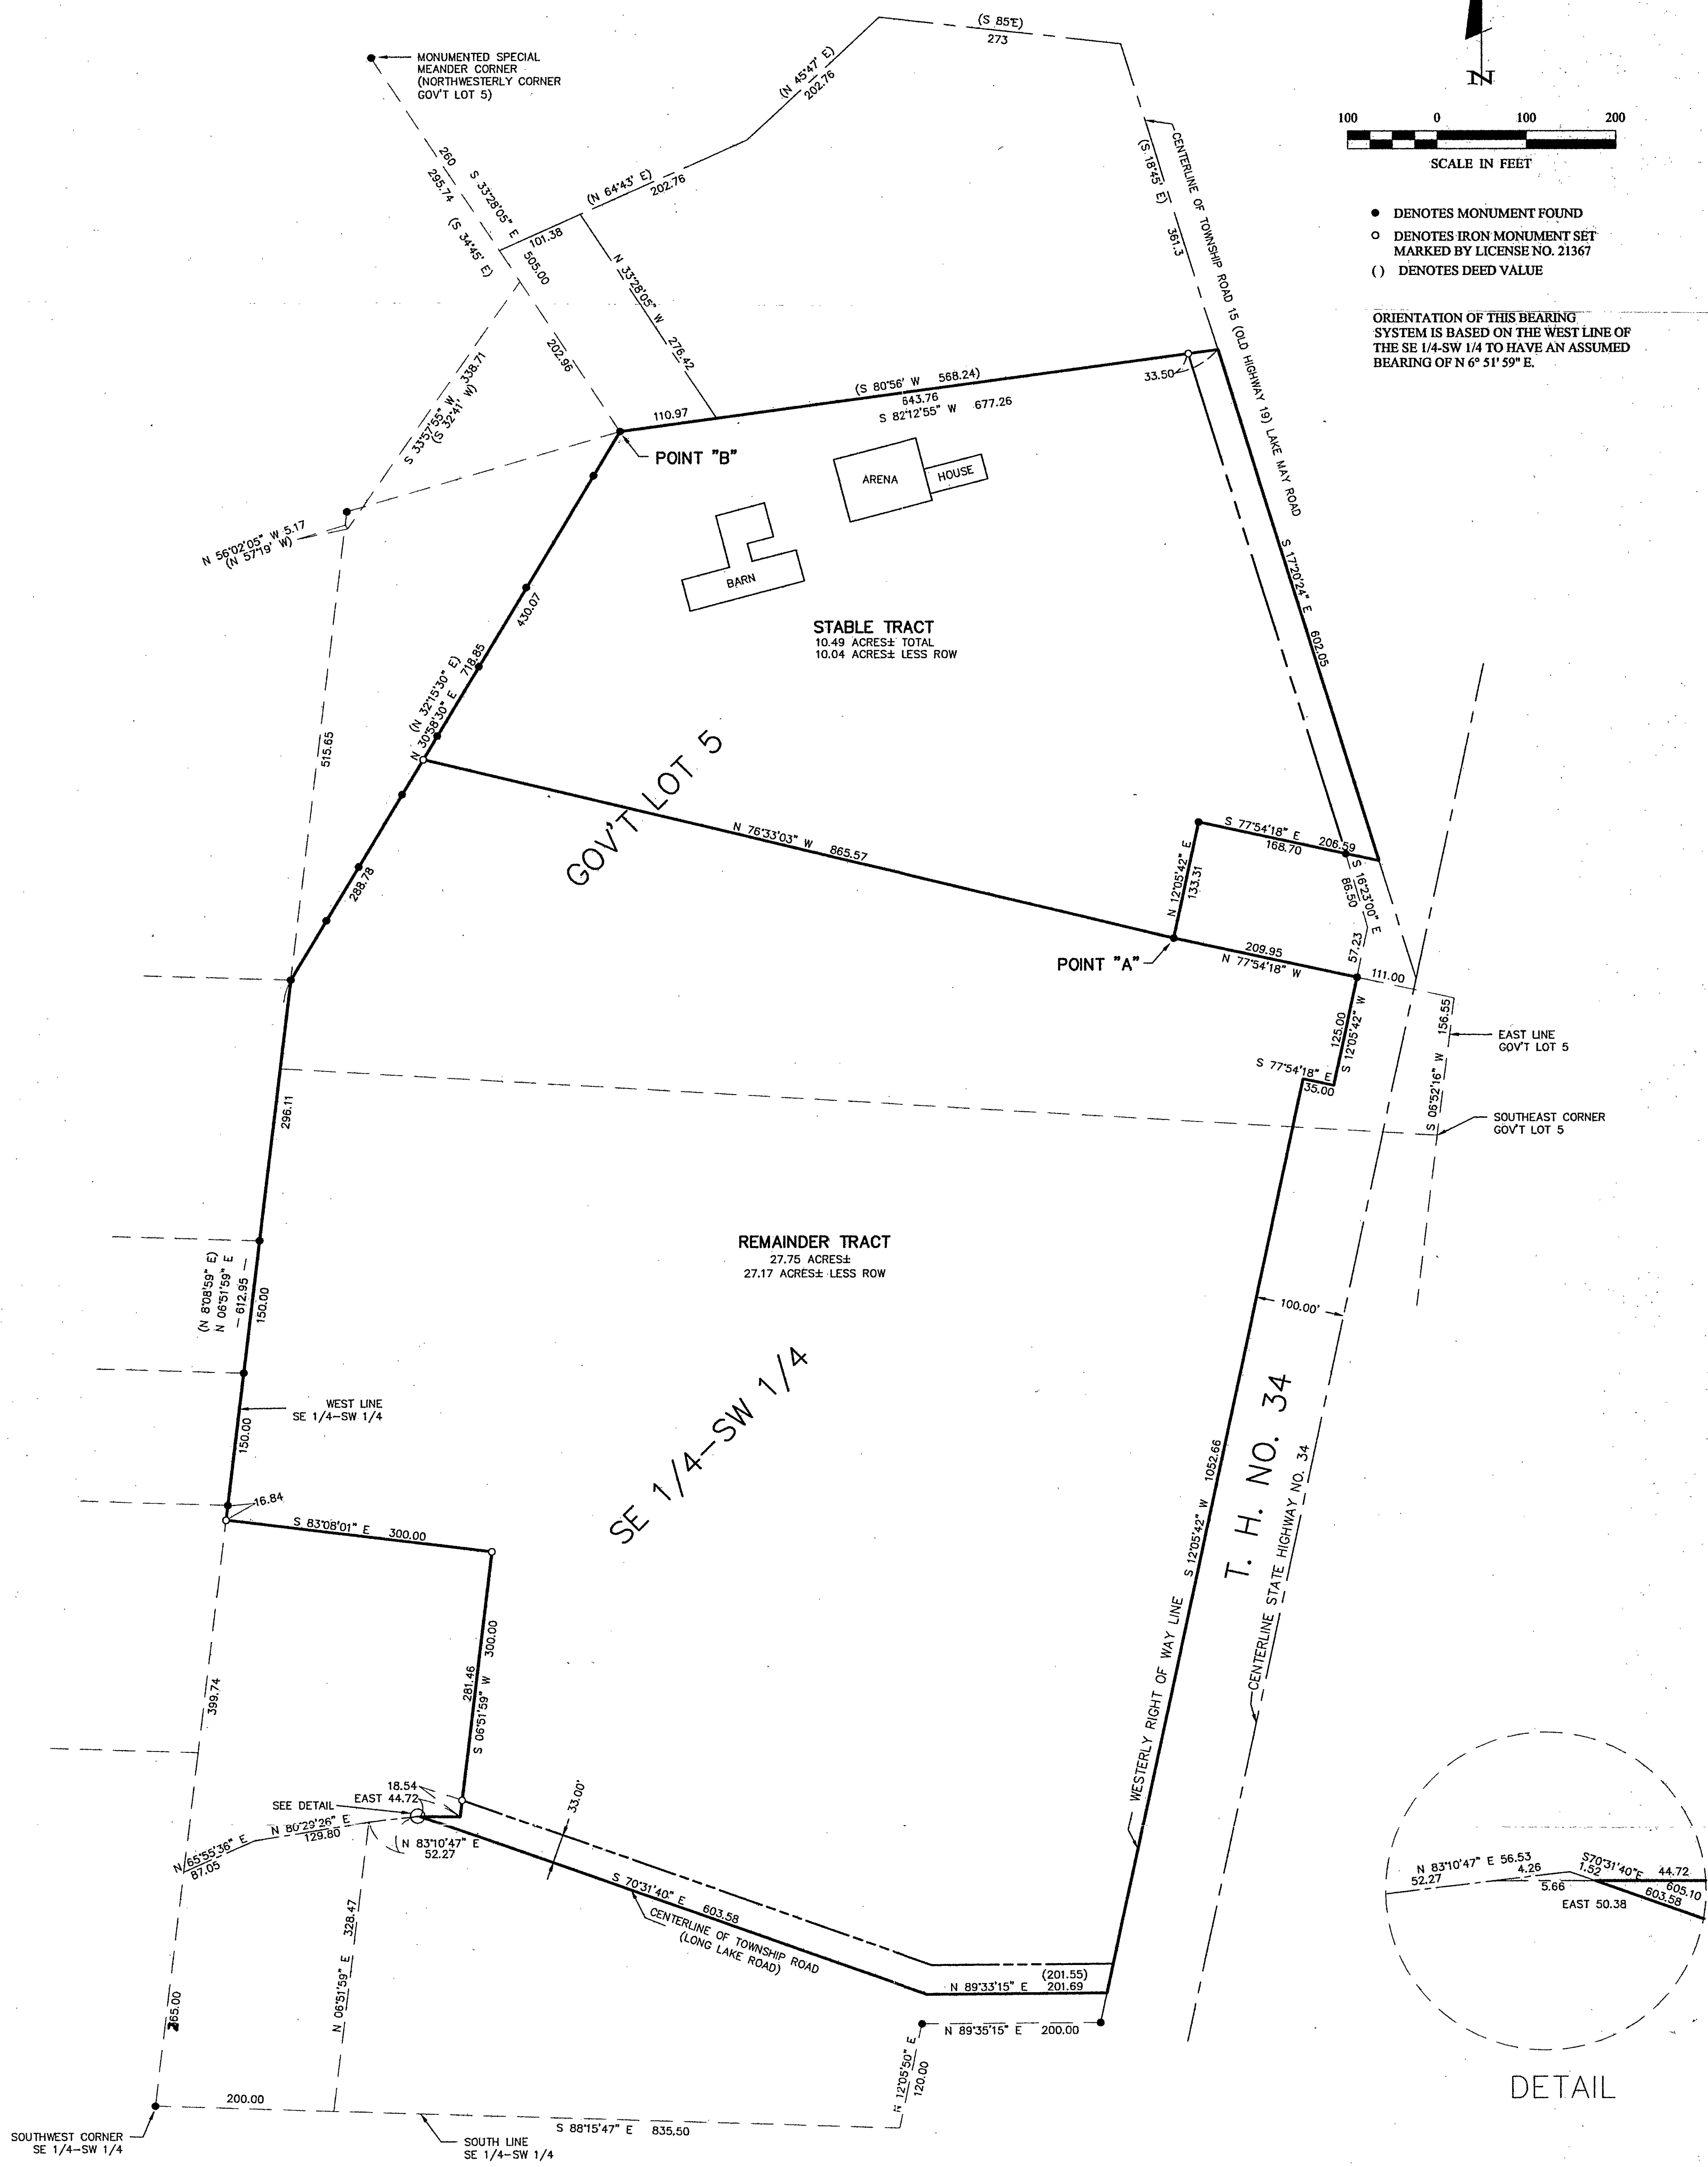 (S 85°E)
273
MONUMENTED SPECIAL
MEANDER CORNER
(NORTHWESTERLY CORNER
GOV'T LOT 5)
(N 45°47' E)
202.76
N
100 0 100 200
SCALE IN FEET
● DENOTES MONUMENT FOUND
○ DENOTES IRON MONUMENT SET
MARKED BY LICENSE NO. 21367
( ) DENOTES DEED VALUE
ORIENTATION OF THIS BEARING
SYSTEM IS BASED ON THE WEST LINE OF
THE SE 1/4-SW 1/4 TO HAVE AN ASSUMED
BEARING OF N 6° 51' 59" E.
260
S 33°28'05" E
505.00
295.74
(S 34°45' E)
202.96
(N 64°43' E)
202.76
101.38
N 33°28'05" W
276.42
(S 18°45' E)
361.3
CENTERLINE OF TOWNSHIP ROAD 15 (OLD HIGHWAY 19) LAKE MAY ROAD
S 33°57'55" W 338.71
(S 32°41' W)
(S 80°56' W 568.24)
643.76
S 82°12'55" W 677.26
33.50
110.97
POINT "B"
ARENA
HOUSE
BARN
N 56°02'05" W 5.17
(N 57°19' W)
S 17°20'24" E 602.05
430.07
STABLE TRACT
10.49 ACRES± TOTAL
10.04 ACRES± LESS ROW
(N 32°15'30" E)
N 30°58'30" E 718.85
515.65
GOV'T LOT 5
N 76°33'03" W 865.57
S 77°54'18" E 206.59
168.70
288.78
N 12°05'42" E
133.31
S 16°23'00" E
86.50
57.23
209.95
N 77°54'18" W
POINT "A"
111.00
125.00
S 12°05'42" W
156.55
S 06°52'16" W
EAST LINE
GOV'T LOT 5
S 77°54'18" E
35.00
SOUTHEAST CORNER
GOV'T LOT 5
296.11
REMAINDER TRACT
27.75 ACRES±
27.17 ACRES± LESS ROW
(N 8°08'59" E)
N 06°51'59" E
612.95
150.00
100.00'
WEST LINE
SE 1/4-SW 1/4
150.00
SE 1/4-SW 1/4
T. H. NO. 34
S 12°05'42" W 1052.66
WESTERLY RIGHT OF WAY LINE
CENTERLINE STATE HIGHWAY NO. 34
16.84
S 83°08'01" E 300.00
300.00
281.46
S 06°51'59" W
399.74
18.54
EAST 44.72
SEE DETAIL
33.00'
N 80°29'26" E
129.80
N 65°55'36" E
87.05
N 83°10'47" E
52.27
S 70°31'40" E 603.58
CENTERLINE OF TOWNSHIP ROAD
(LONG LAKE ROAD)
N 83°10'47" E 56.53
52.27
4.26
S70°31'40"E
1.52
44.72
605.10
603.58
5.66
EAST 50.38
DETAIL
N 06°51'59" E 328.47
(201.55)
N 89°33'15" E 201.69
N 89°35'15" E 200.00
N 12°05'50" E
120.00
200.00
S 88°15'47" E 835.50
SOUTHWEST CORNER
SE 1/4-SW 1/4
SOUTH LINE
SE 1/4-SW 1/4